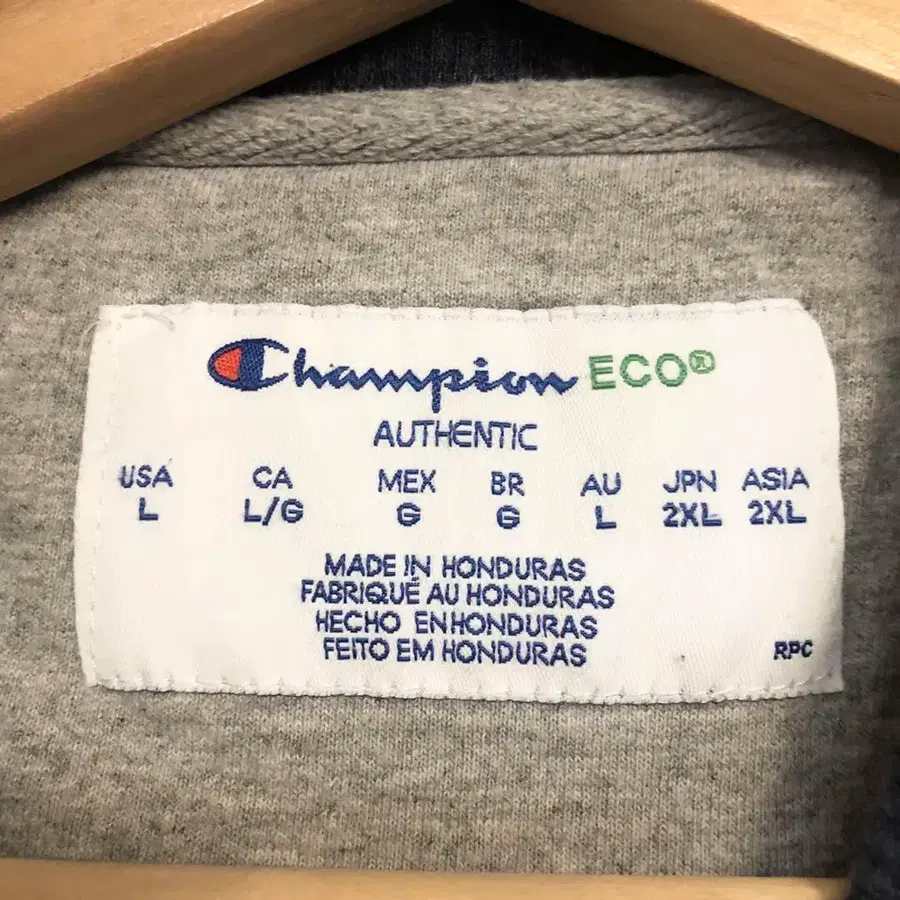 Champion ECO®
AUTHENTIC
USA CA MEX BR AU JPN ASIA
L L/G G G L 2XL 2XL
MADE IN HONDURAS
FABRIQUÉ AU HONDURAS
HECHO EN HONDURAS
FEITO EM HONDURAS
RPC